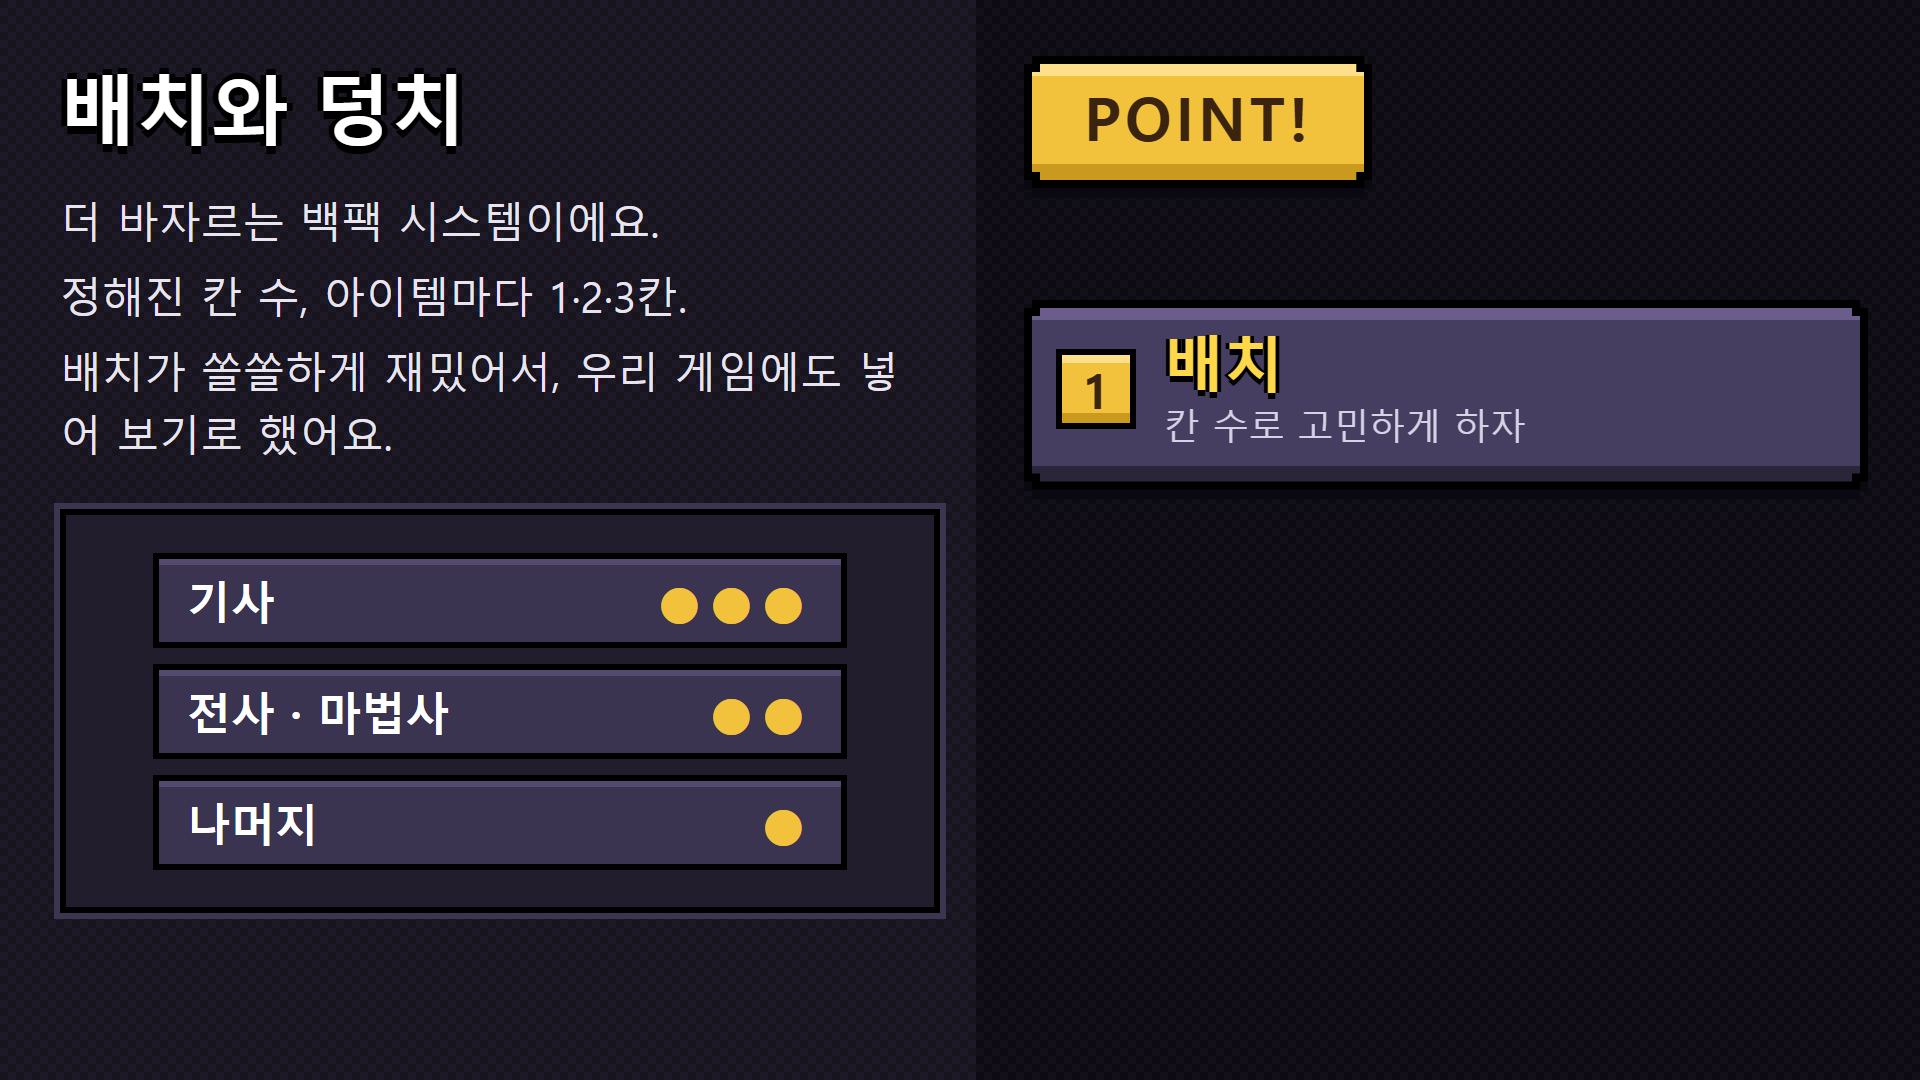 배치와 덩치
더 바자르는 백팩 시스템이에요.
정해진 칸 수, 아이템마다 1·2·3칸.
배치가 쏠쏠하게 재밌어서, 우리 게임에도 넣
어 보기로 했어요.
기사
전사 · 마법사
나머지
POINT!
1
배치
칸 수로 고민하게 하자